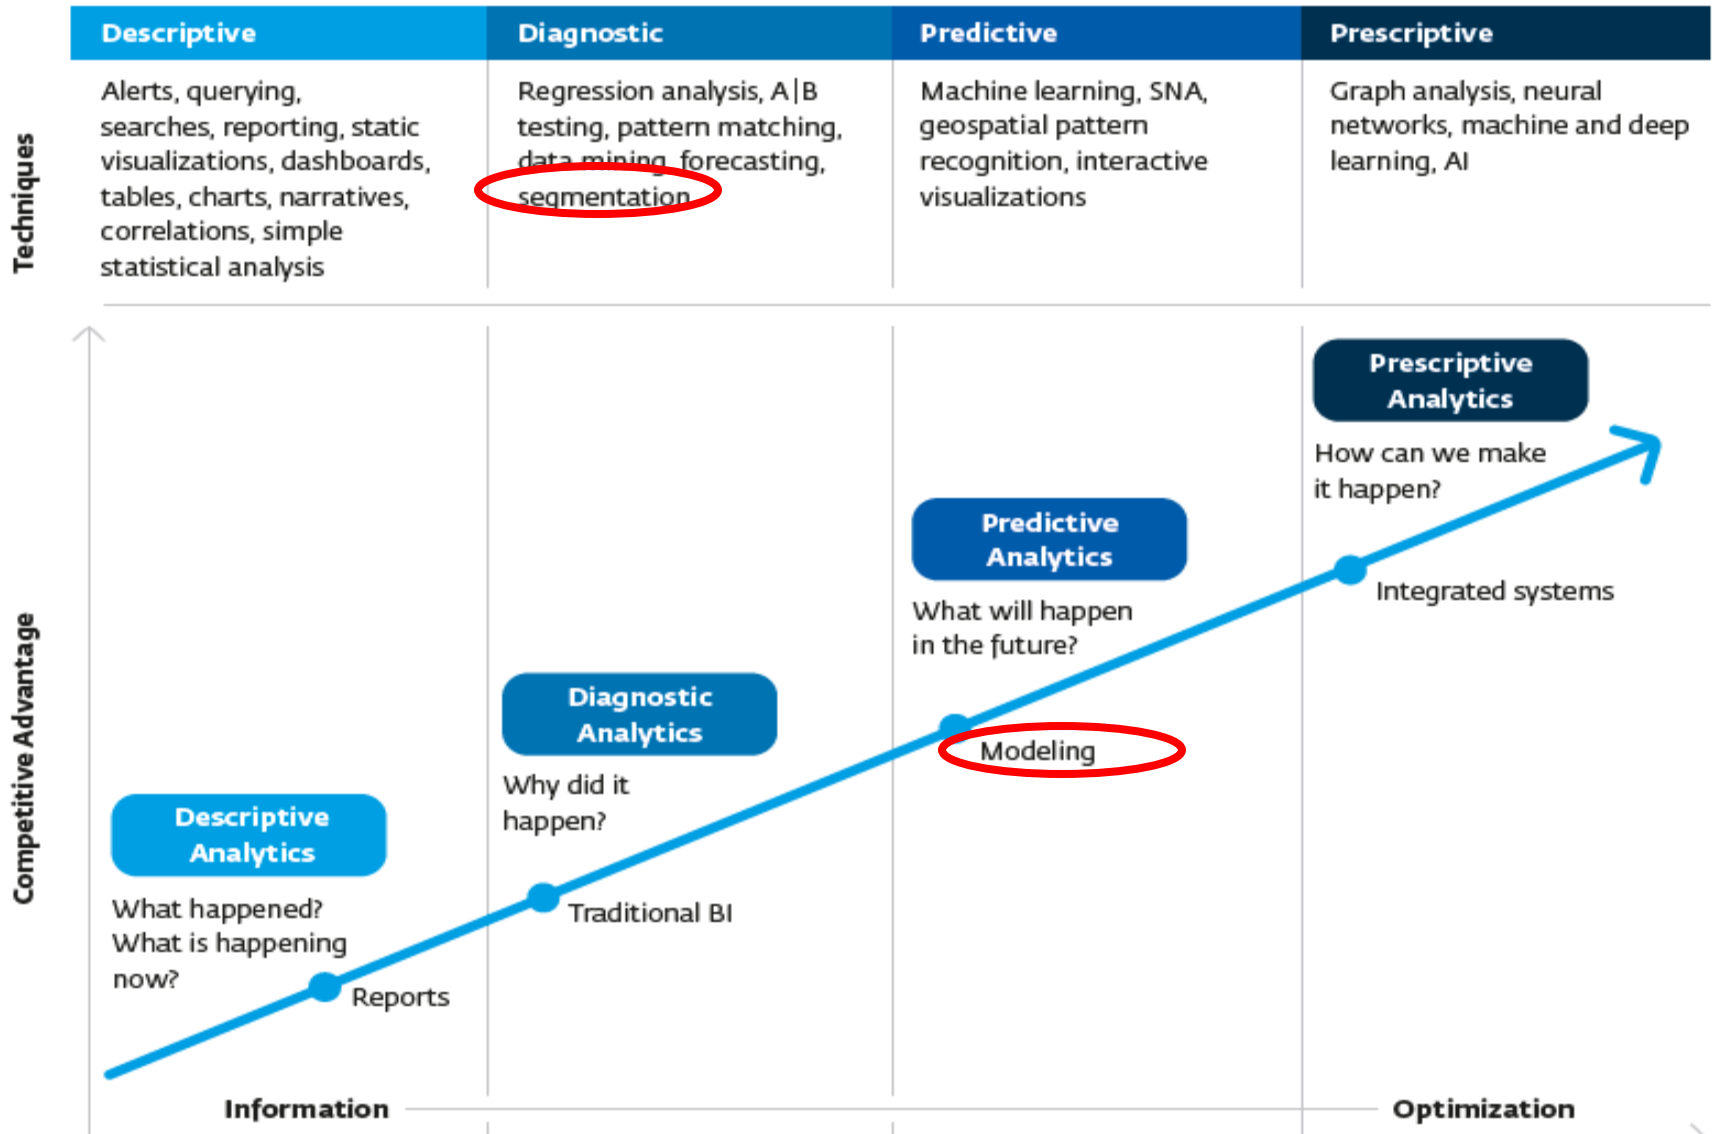 Descriptive
Diagnostic
Predictive
Prescriptive
Techniques
Alerts, querying,
searches, reporting, static
visualizations, dashboards,
tables, charts, narratives,
correlations, simple
statistical analysis
Regression analysis, A|B
testing, pattern matching,
data mining, forecasting,
segmentation
Machine learning, SNA,
geospatial pattern
recognition, interactive
visualizations
Graph analysis, neural
networks, machine and deep
learning, AI
Competitive Advantage
Prescriptive
Analytics
How can we make
it happen?
Integrated systems
Predictive
Analytics
What will happen
in the future?
Modeling
Diagnostic
Analytics
Why did it
happen?
Traditional BI
Descriptive
Analytics
What happened?
What is happening
now?
Reports
Information
Optimization